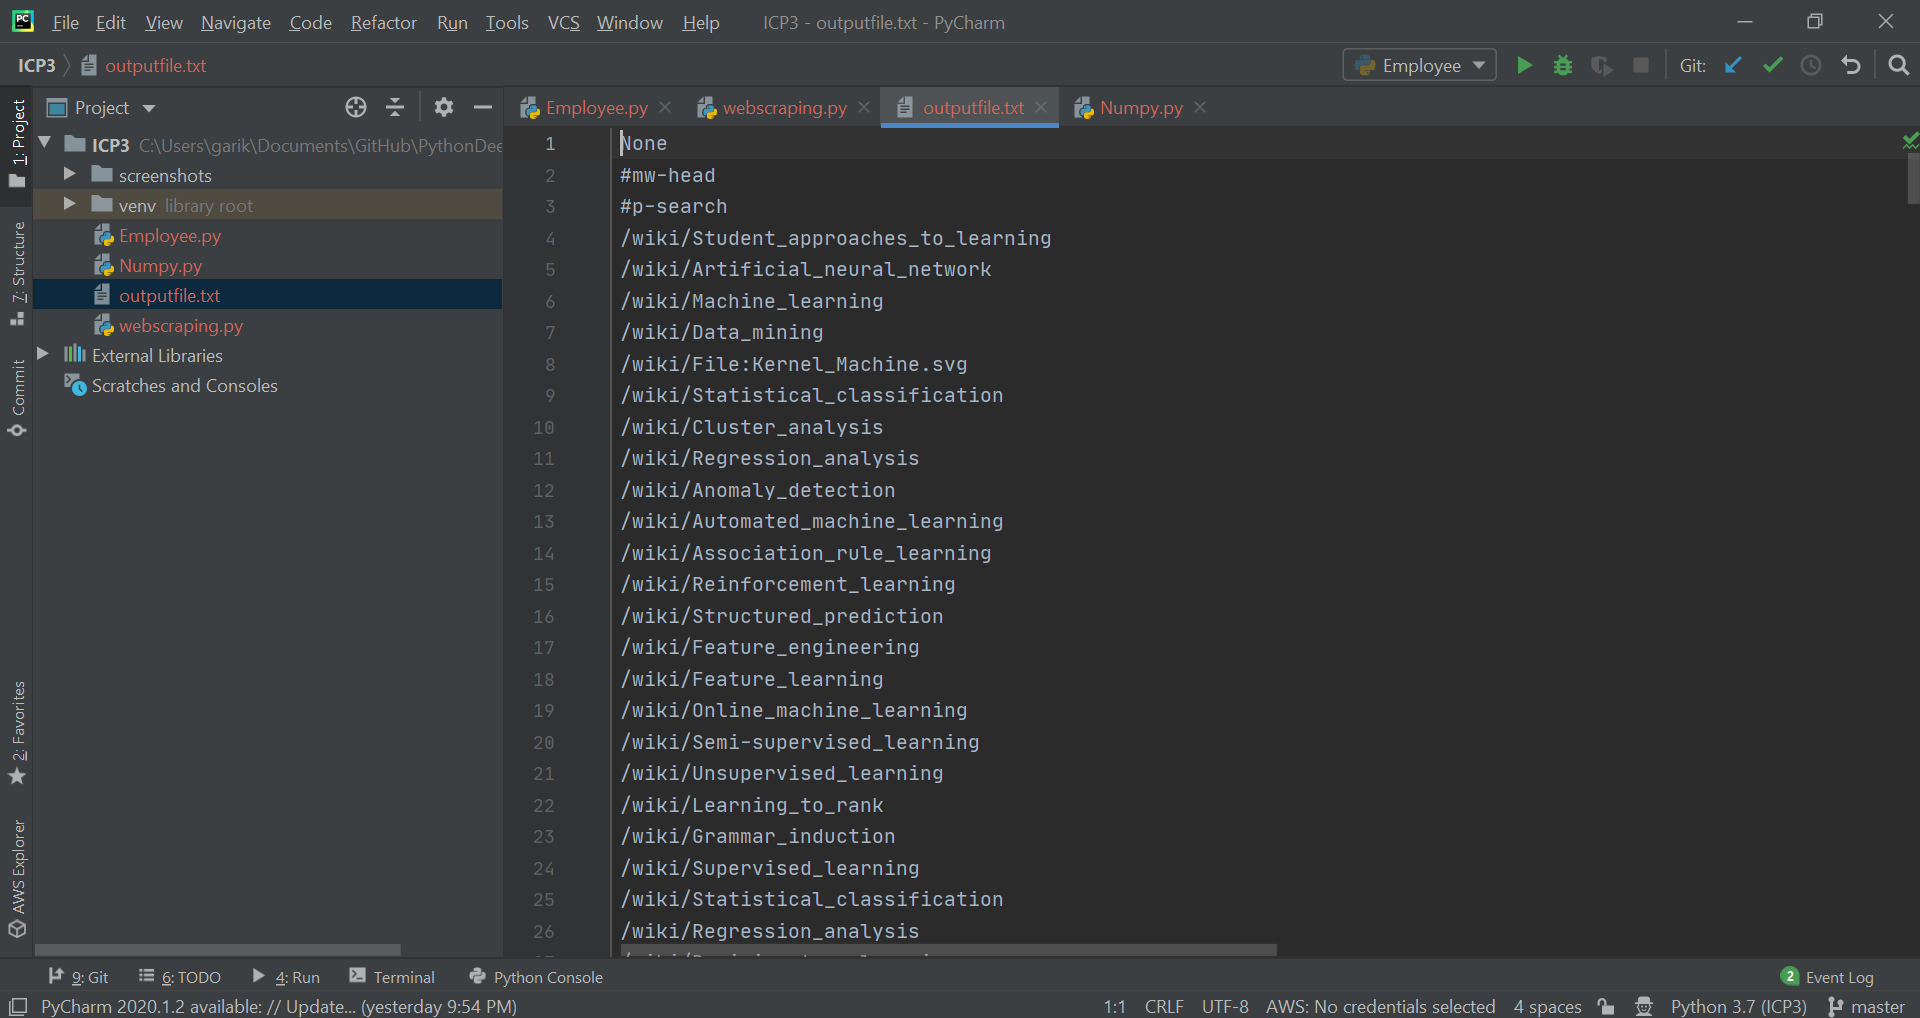 File Edit View Navigate Code Refactor Run Tools VCS Window Help ICP3 - outputfile.txt - PyCharm
ICP3 outputfile.txt Employee Git:
Project
Employee.py webscraping.py outputfile.txt Numpy.py
1: Project
7: Structure
Commit
2: Favorites
AWS Explorer
ICP3 C:\Users\garik\Documents\GitHub\PythonDee
screenshots
venv library root
Employee.py
Numpy.py
outputfile.txt
webscraping.py
External Libraries
Scratches and Consoles
1 None
2 #mw-head
3 #p-search
4 /wiki/Student_approaches_to_learning
5 /wiki/Artificial_neural_network
6 /wiki/Machine_learning
7 /wiki/Data_mining
8 /wiki/File:Kernel_Machine.svg
9 /wiki/Statistical_classification
10 /wiki/Cluster_analysis
11 /wiki/Regression_analysis
12 /wiki/Anomaly_detection
13 /wiki/Automated_machine_learning
14 /wiki/Association_rule_learning
15 /wiki/Reinforcement_learning
16 /wiki/Structured_prediction
17 /wiki/Feature_engineering
18 /wiki/Feature_learning
19 /wiki/Online_machine_learning
20 /wiki/Semi-supervised_learning
21 /wiki/Unsupervised_learning
22 /wiki/Learning_to_rank
23 /wiki/Grammar_induction
24 /wiki/Supervised_learning
25 /wiki/Statistical_classification
26 /wiki/Regression_analysis
9: Git 6: TODO 4: Run Terminal Python Console 2 Event Log
PyCharm 2020.1.2 available: // Update... (yesterday 9:54 PM) 1:1 CRLF UTF-8 AWS: No credentials selected 4 spaces Python 3.7 (ICP3) master